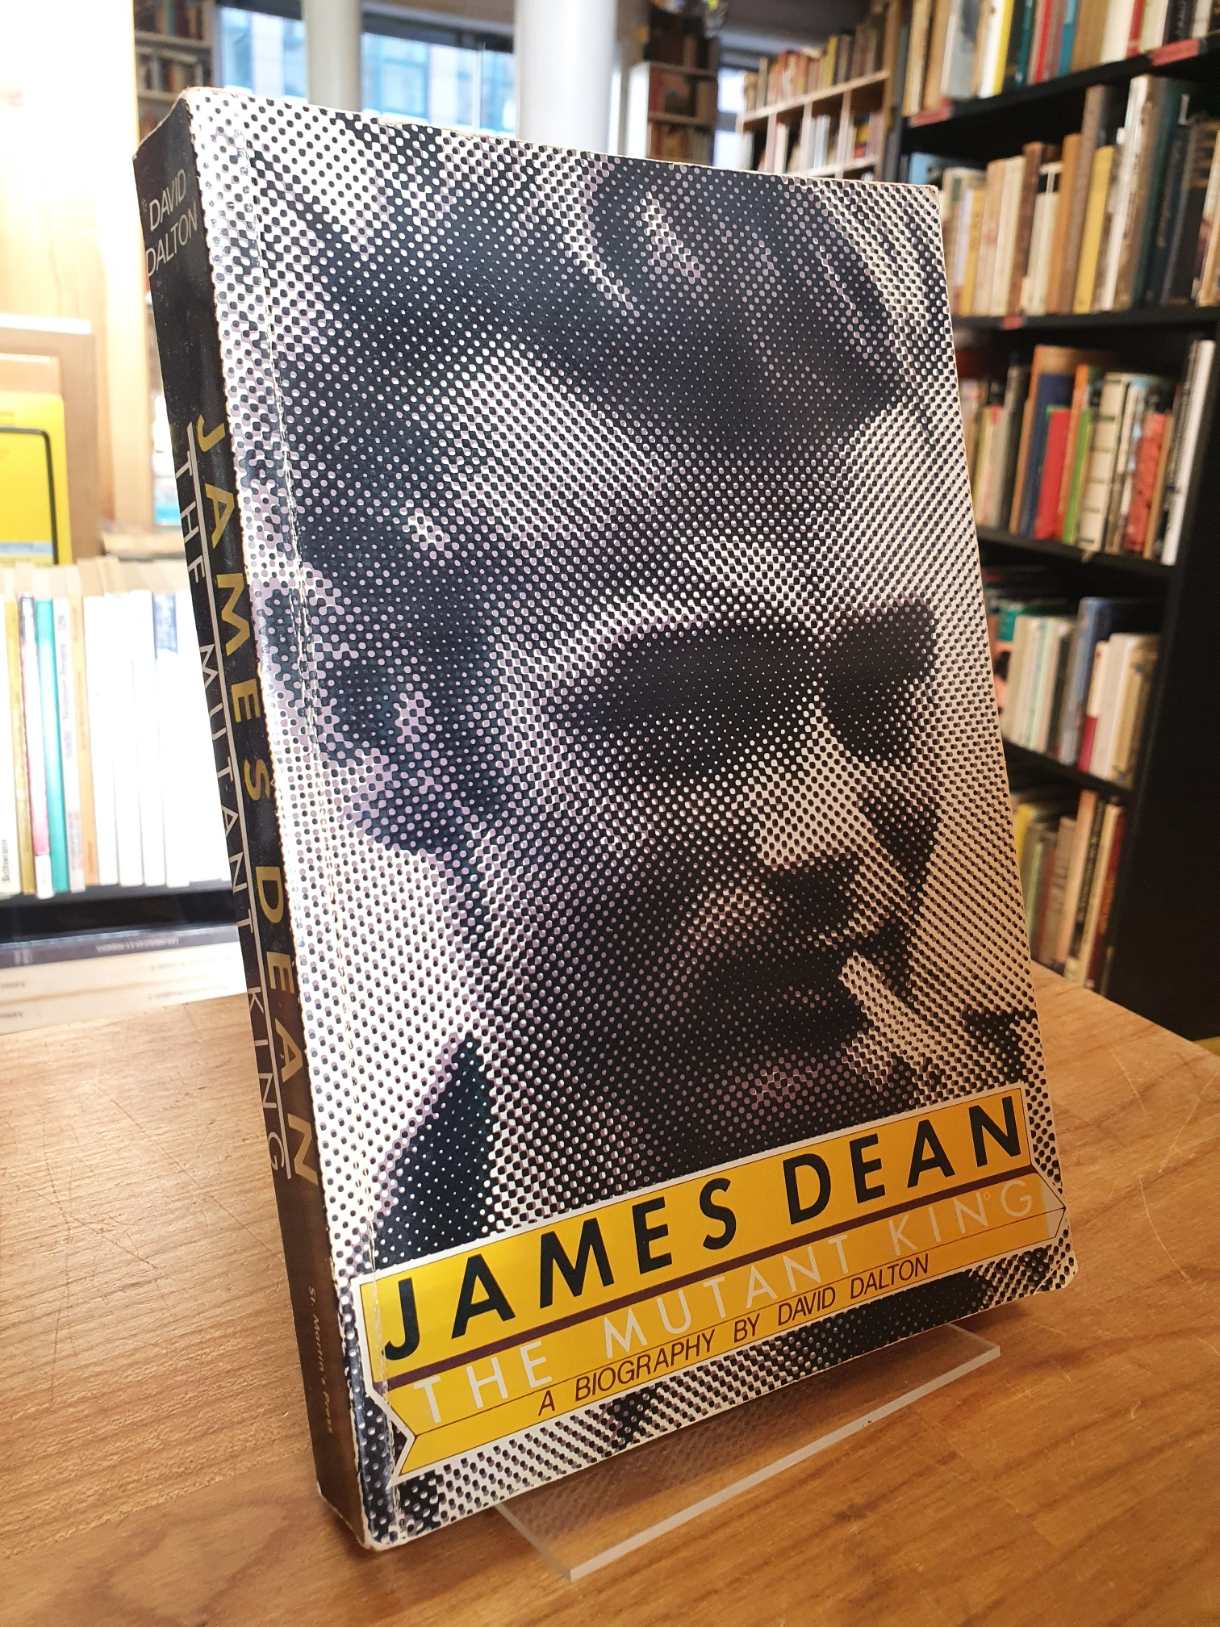 DAVID
DALTON
JAMES DEAN
THE MUTANT KING
St. Martin's Press
JAMES DEAN
THE MUTANT KING
A BIOGRAPHY BY DAVID DALTON